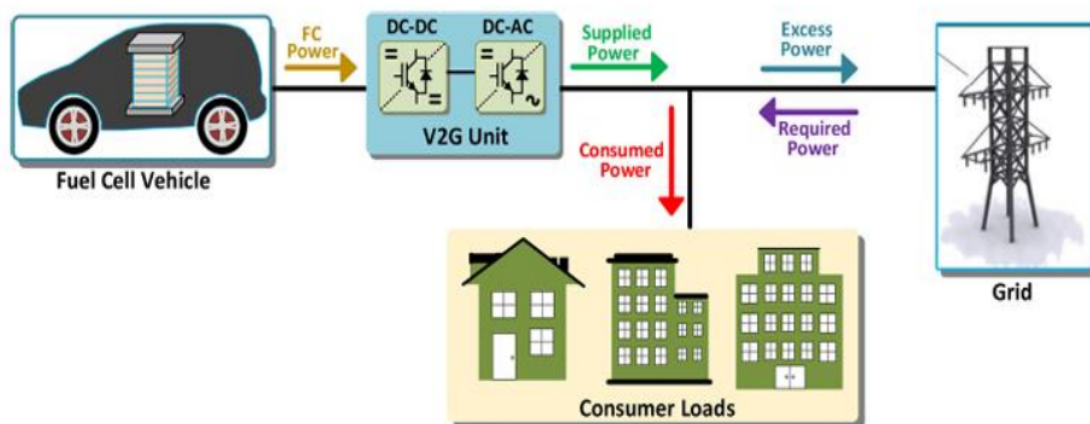 FC
Power
DC-DC
DC-AC
V2G Unit
Fuel Cell Vehicle
Supplied
Power
Consumed
Power
Excess
Power
Required
Power
Grid
Consumer Loads